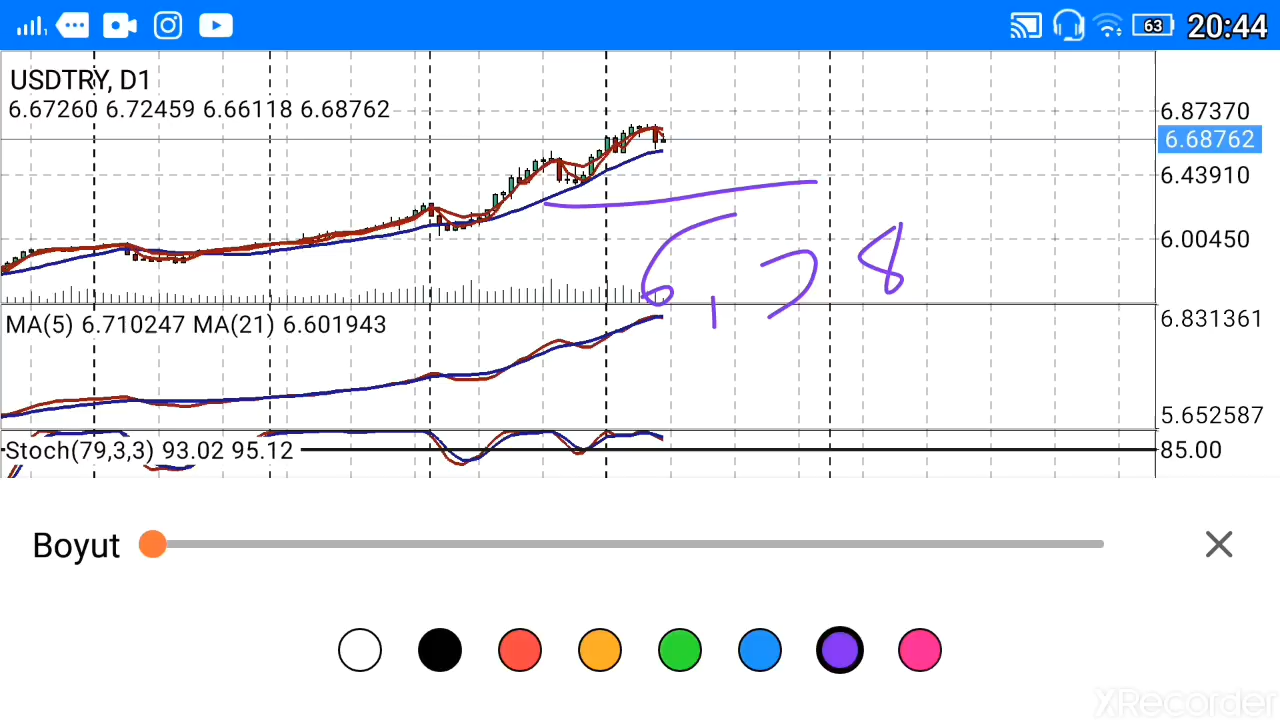 63 20:44
USDTRY, D1
6.67260 6.72459 6.66118 6.68762
6.87370
6.68762
6.43910
6.00450
MA(5) 6.710247 MA(21) 6.601943
6.831361
5.652587
Stoch(79,3,3) 93.02 95.12
85.00
Boyut
XRecorder